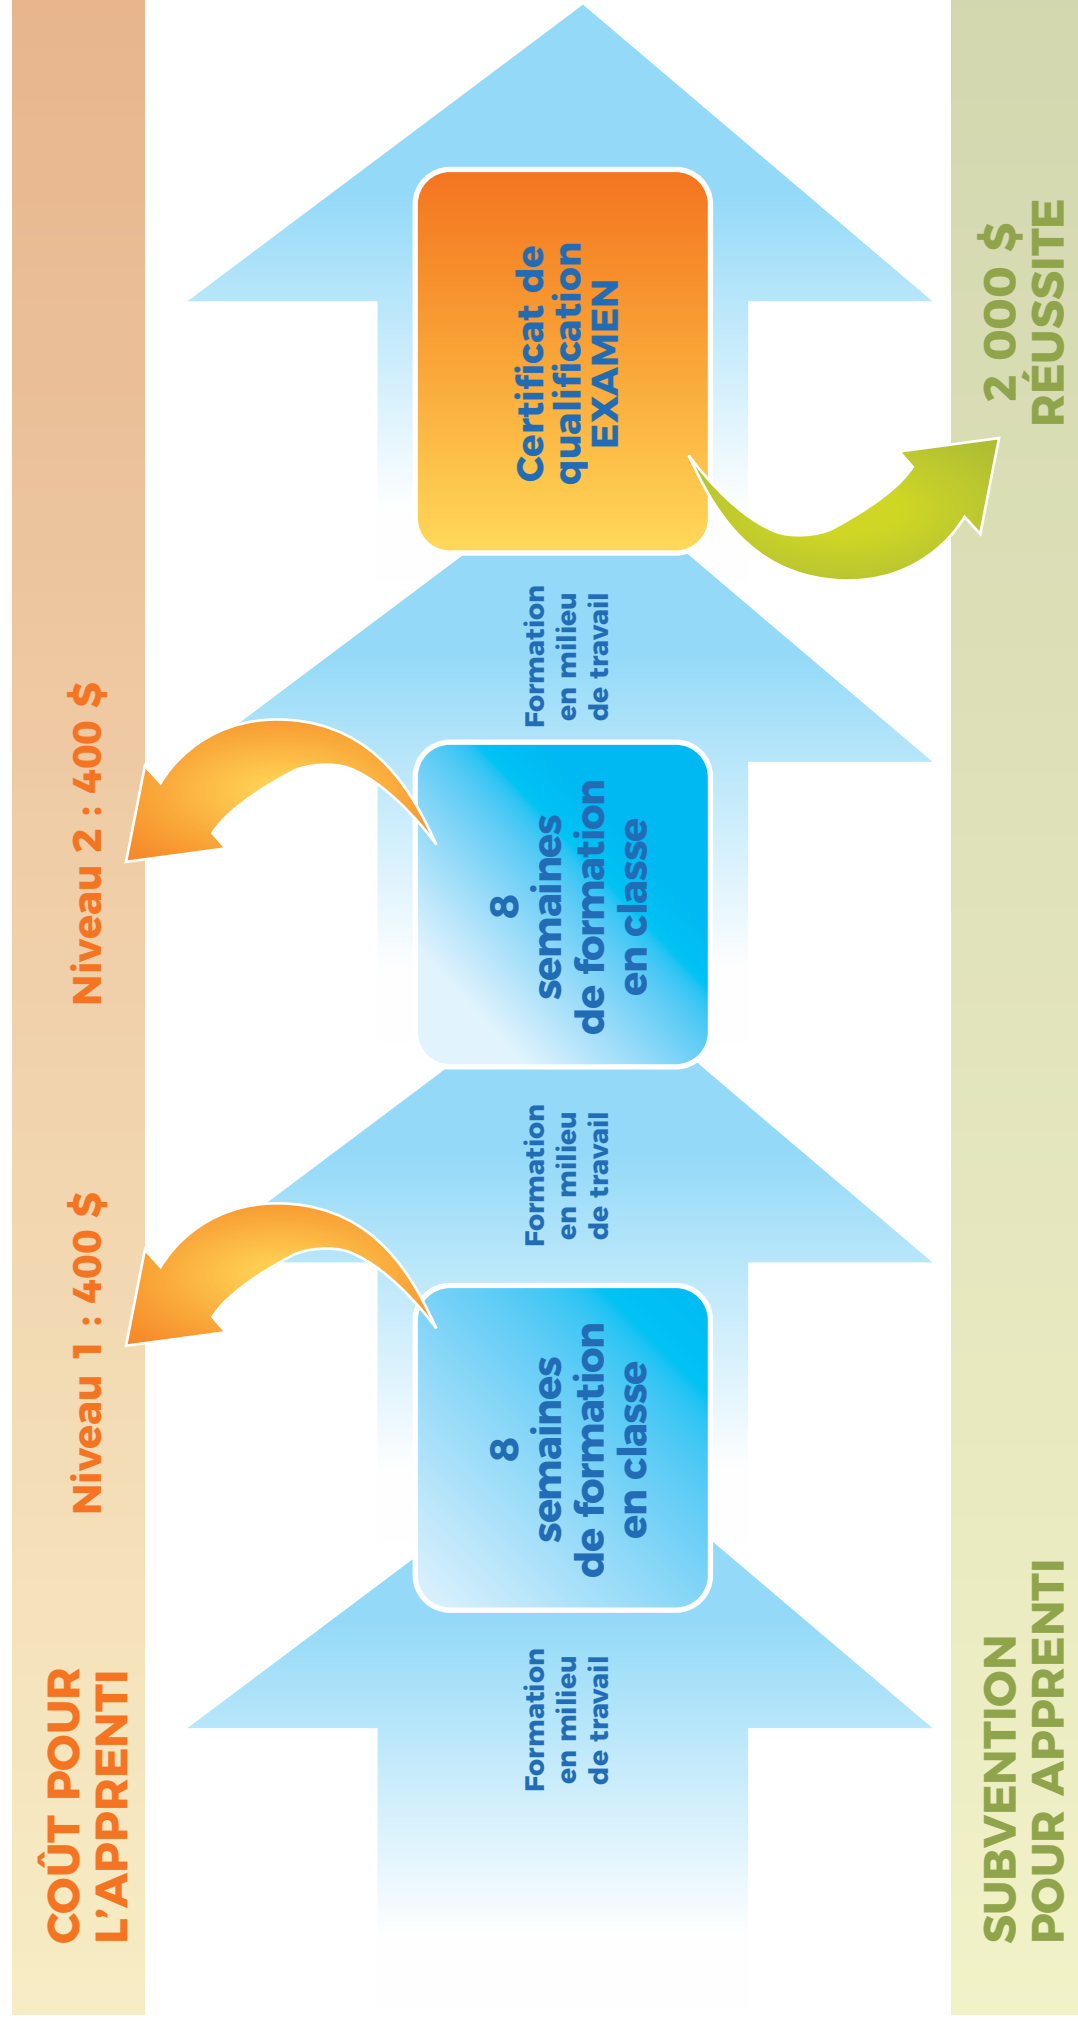 COÛT POUR
L'APPRENTI
Niveau 1 : 400 $
Niveau 2 : 400 $
Formation
en milieu
de travail
8
semaines
de formation
en classe
Formation
en milieu
de travail
8
semaines
de formation
en classe
Formation
en milieu
de travail
Certificat de
qualification
EXAMEN
SUBVENTION
POUR APPRENTI
2 000 $
RÉUSSITE